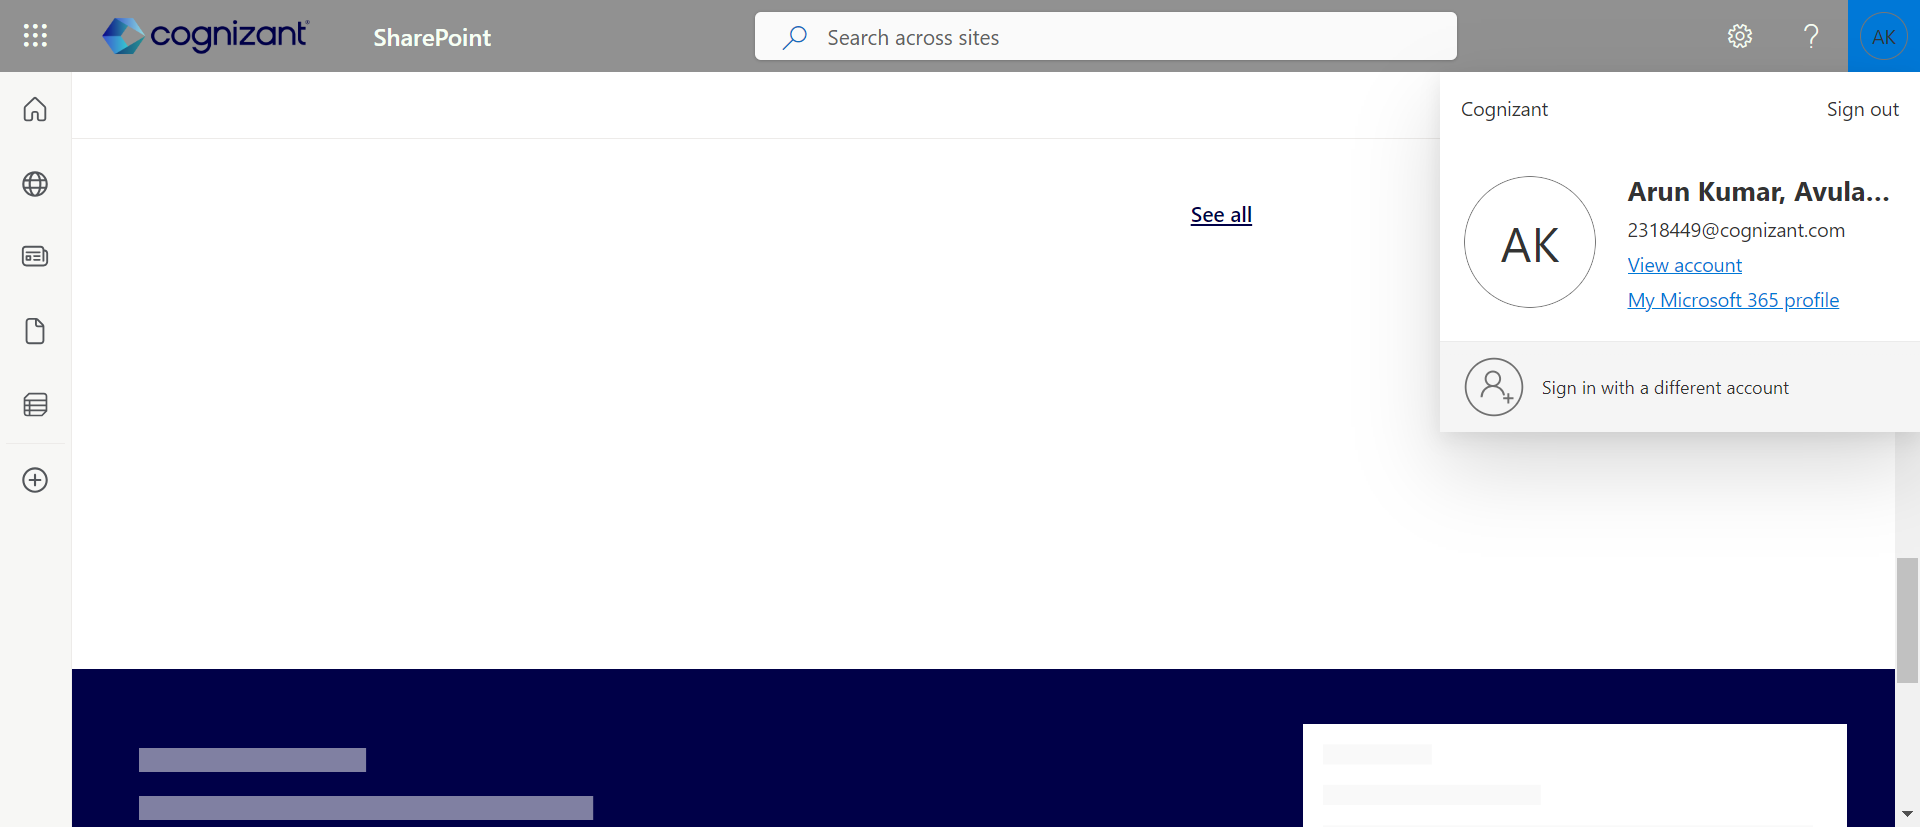 cognizant
SharePoint
Search across sites
AK
Cognizant
Sign out
AK
Arun Kumar, Avula...
2318449@cognizant.com
View account
My Microsoft 365 profile
Sign in with a different account
See all